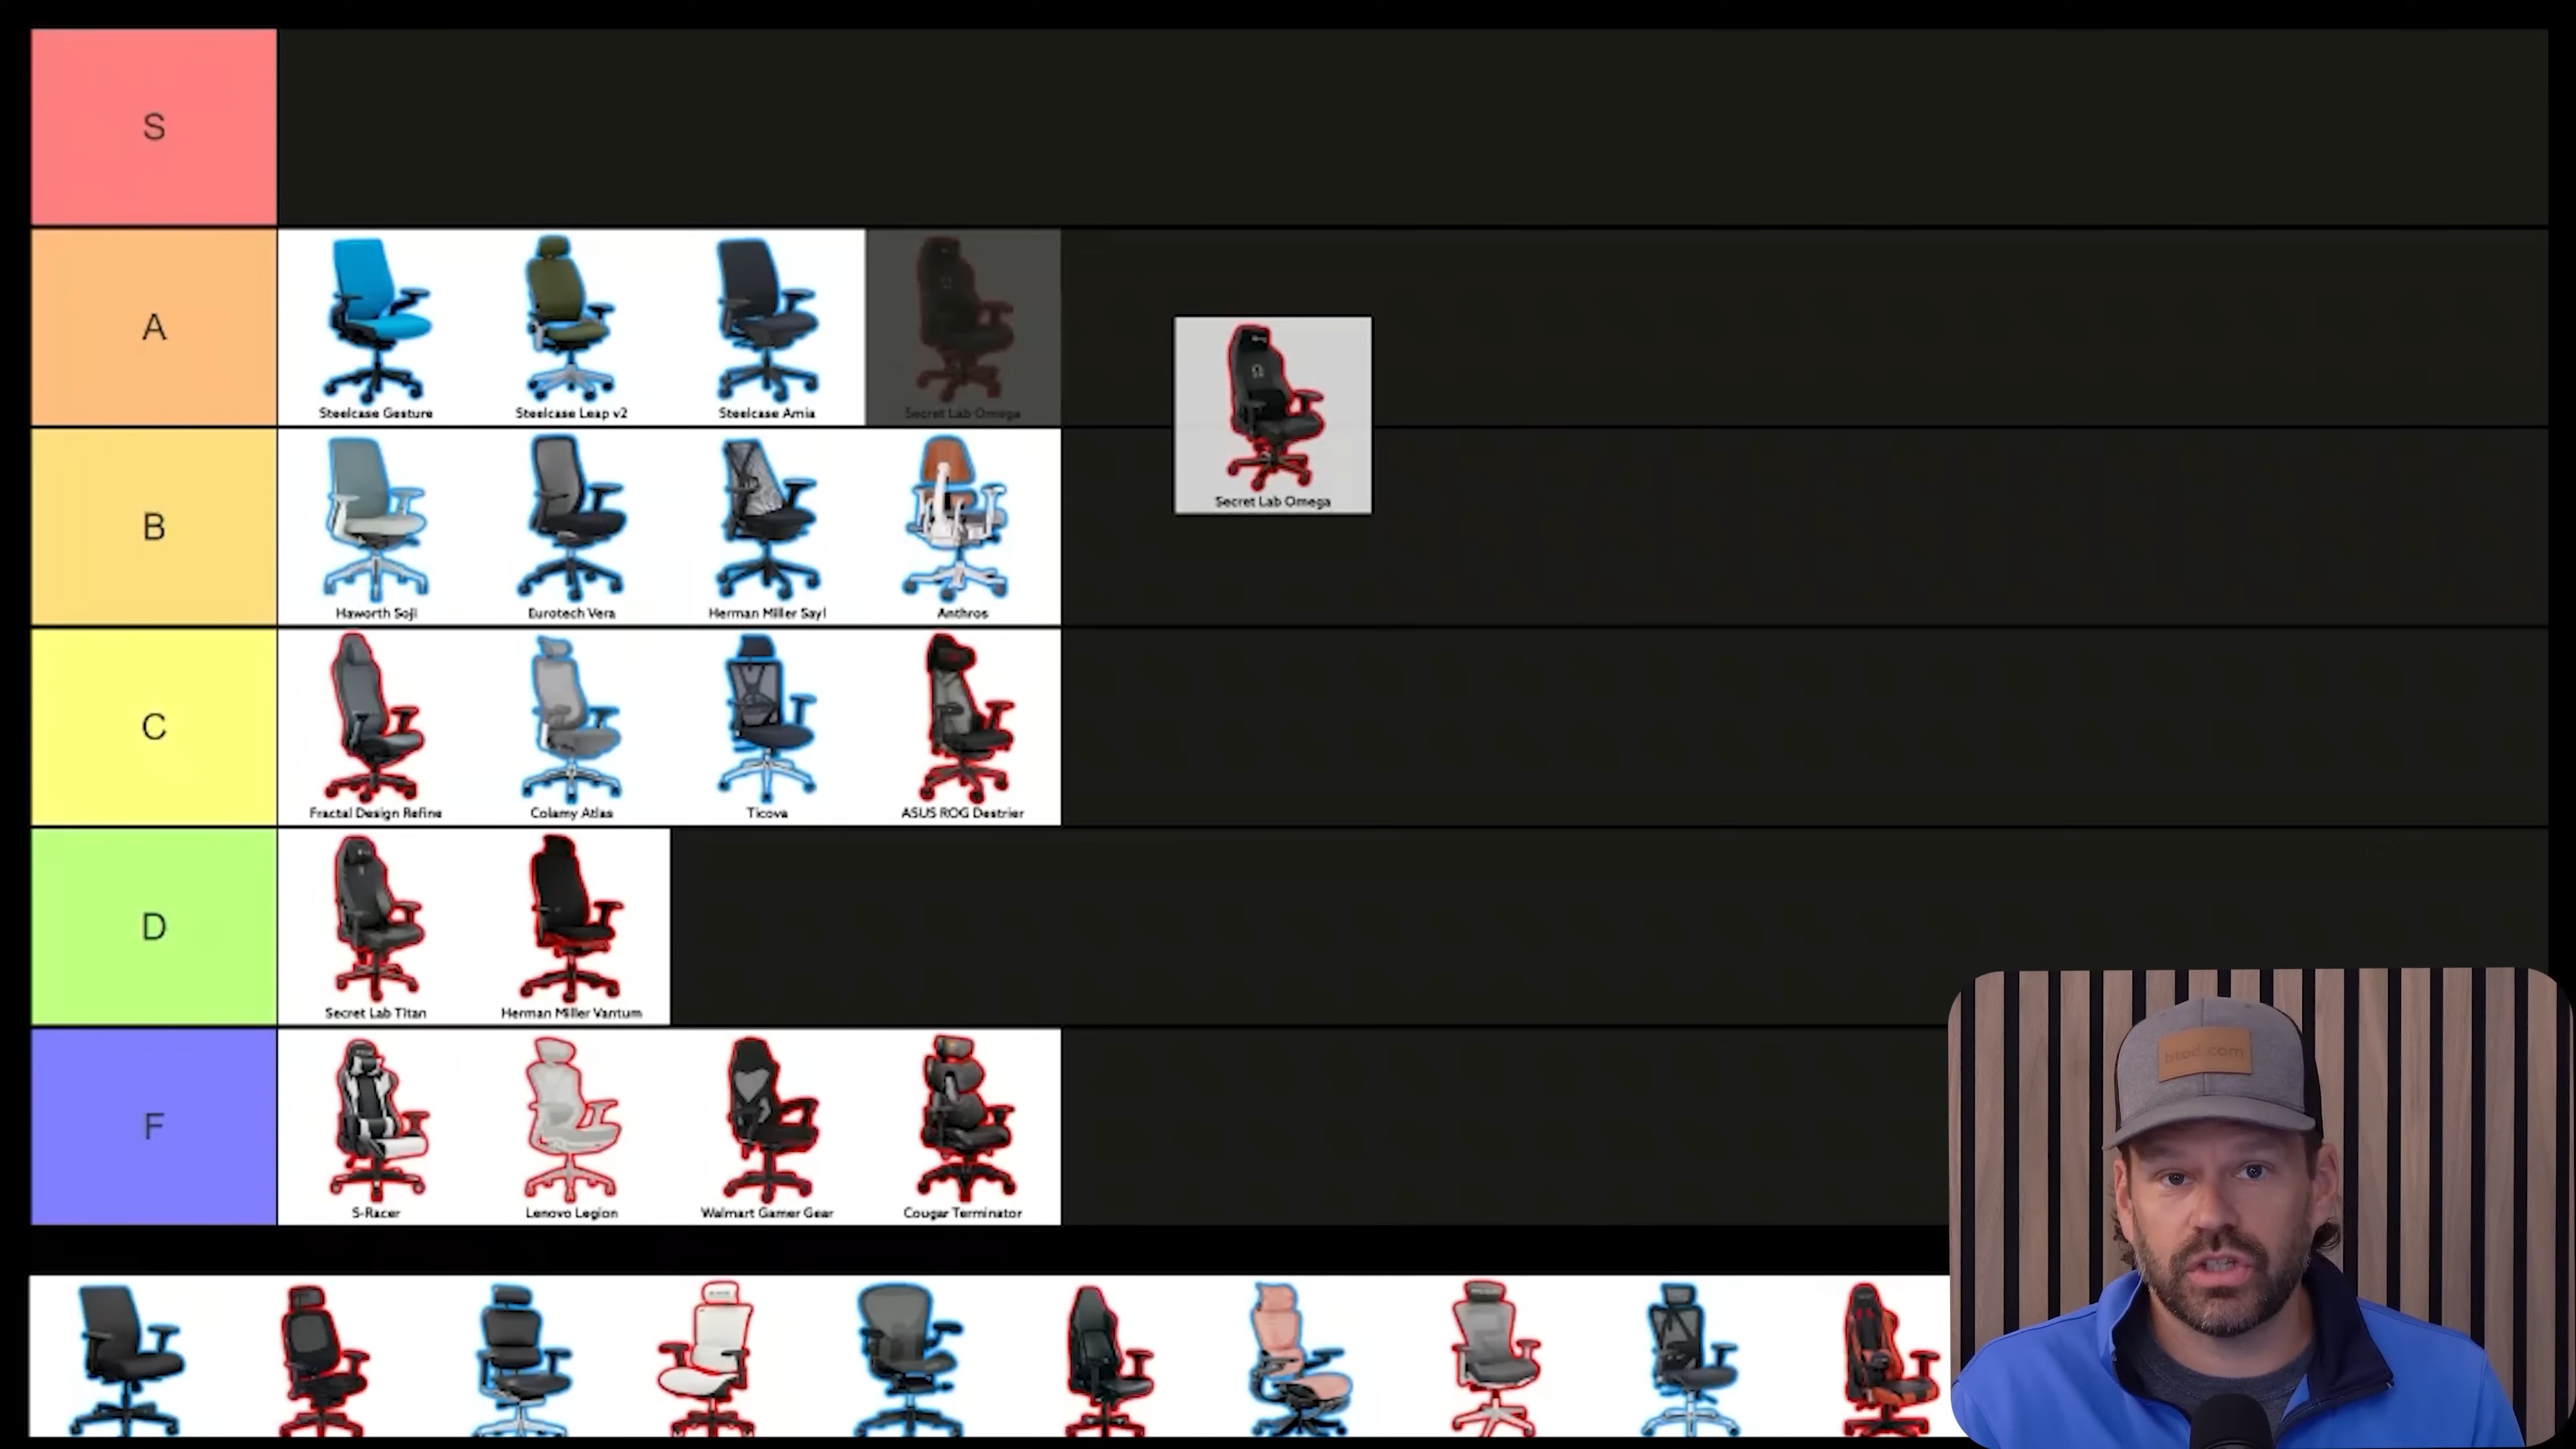 S
A
Steelcase Gesture
Steelcase Leap v2
Steelcase Amia
Secret Lab Omega
Secret Lab Omega
B
Haworth Soji
Eurotech Vera
Herman Miller Sayl
Anthros
C
Fractal Design Refine
Colamy Atlas
Ticova
ASUS ROG Destrier
D
Secret Lab Titan
Herman Miller Vantum
F
S-Racer
Lenovo Legion
Walmart Gamer Gear
Cougar Terminator
btod.com